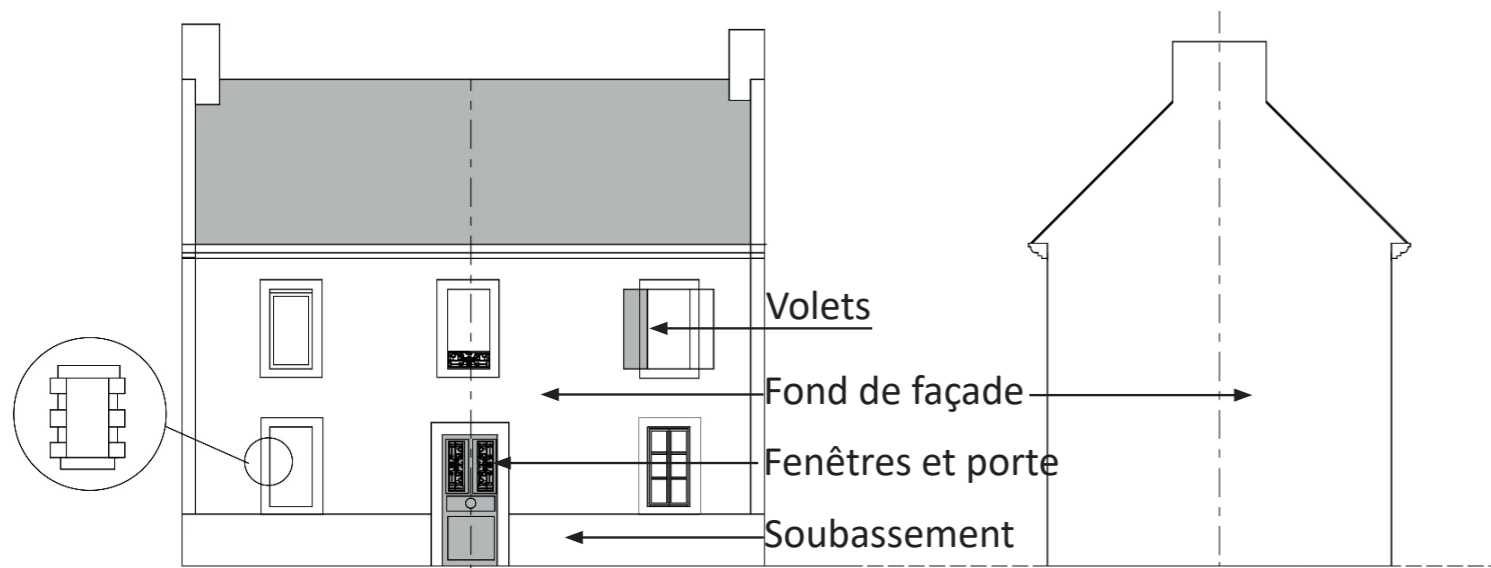 Volets
Fond de façade
Fenêtres et porte
Soubassement